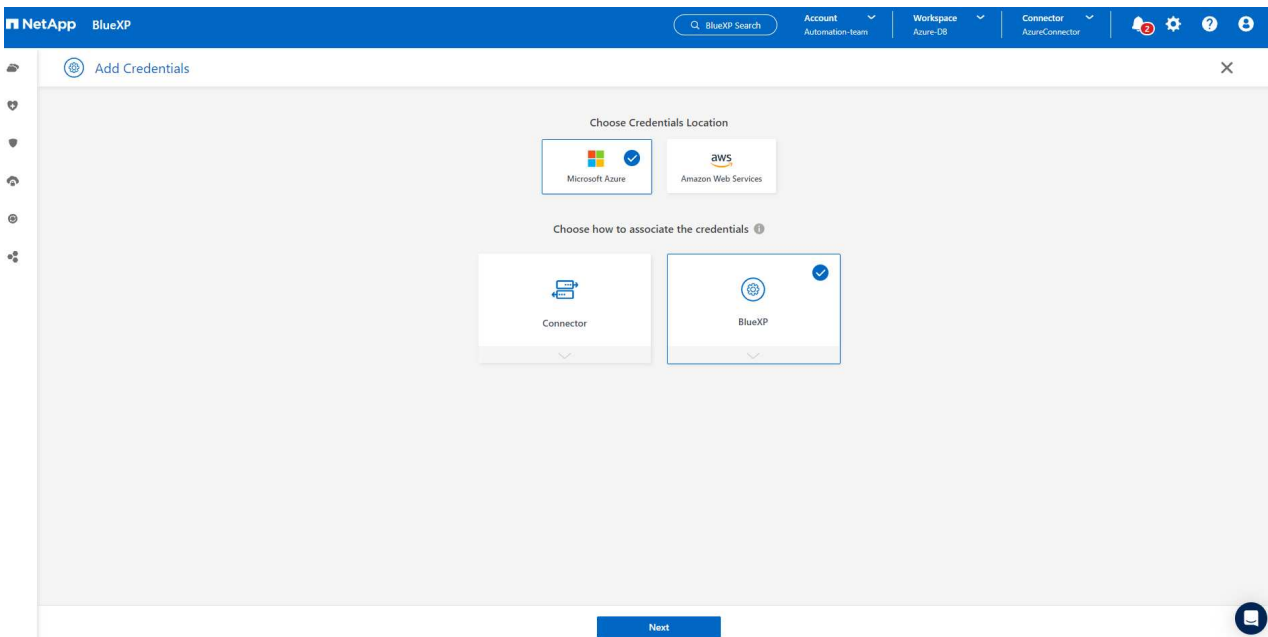 NetApp BlueXP BlueXP Search Account Workspace Connector
Automation-team Azure-DB AzureConnector
2
?
Add Credentials
Choose Credentials Location
aws
Microsoft Azure Amazon Web Services
Choose how to associate the credentials i
Connector BlueXP
Next